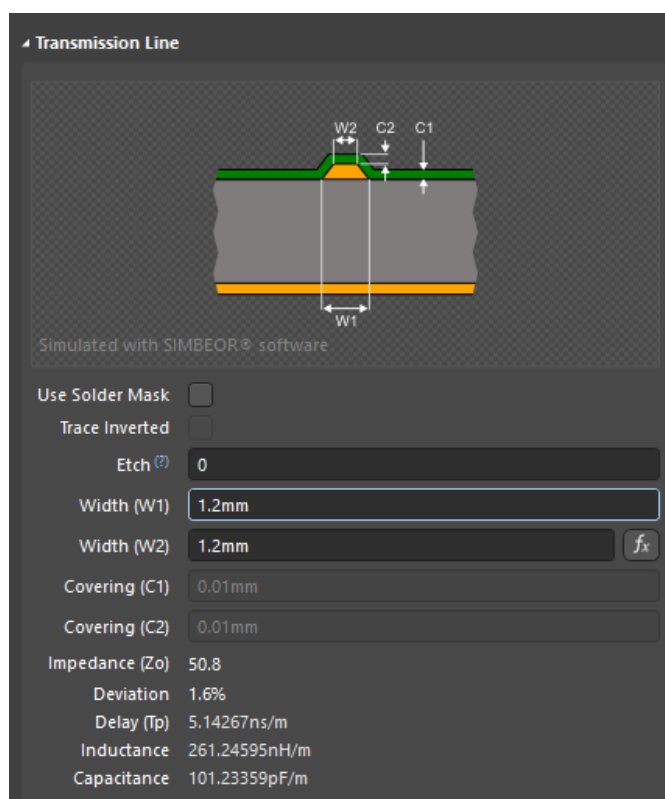 Transmission Line
W2 C2 C1
W1
Simulated with SIMBEOR® software
Use Solder Mask
Trace Inverted
Etch (?) 0
Width (W1) 1.2mm
Width (W2) 1.2mm fx
Covering (C1) 0.01mm
Covering (C2) 0.01mm
Impedance (Zo) 50.8
Deviation 1.6%
Delay (Tp) 5.14267ns/m
Inductance 261.24595nH/m
Capacitance 101.23359pF/m